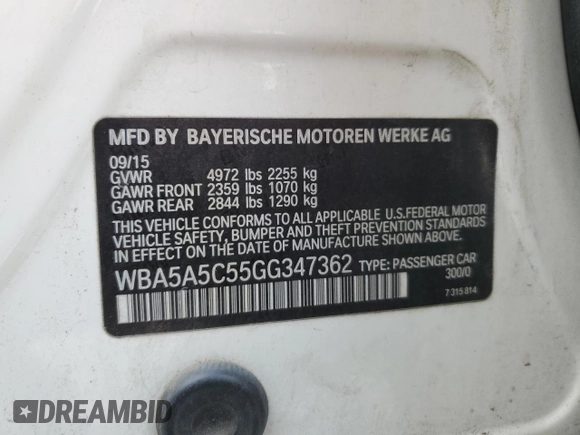 MFD BY BAYERISCHE MOTOREN WERKE AG
09/15
GVWR 4972 lbs 2255 kg
GAWR FRONT 2359 lbs 1070 kg
GAWR REAR 2844 lbs 1290 kg
THIS VEHICLE CONFORMS TO ALL APPLICABLE U.S.FEDERAL MOTOR
VEHICLE SAFETY, BUMPER AND THEFT PREVENTION STANDARDS
IN EFFECT ON THE DATE OF MANUFACTURE SHOWN ABOVE.
WBA5A5C55GG347362 TYPE: PASSENGER CAR
300/0
7 315 814
DREAMBID